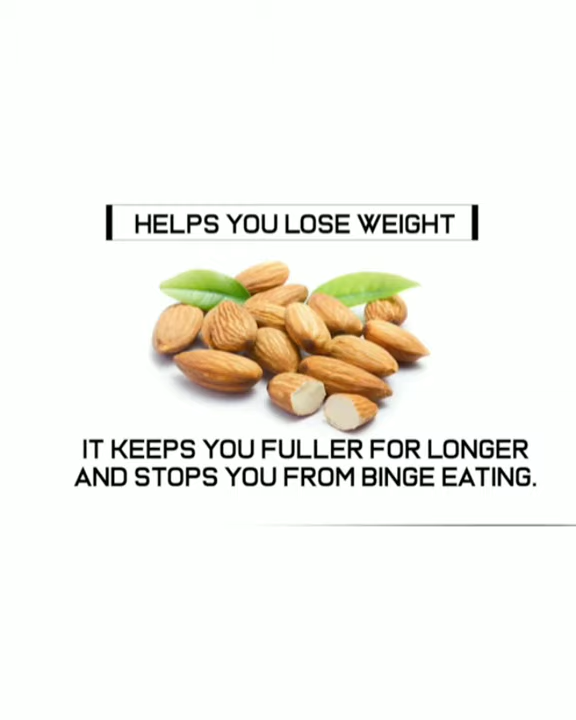 HELPS YOU LOSE WEIGHT
IT KEEPS YOU FULLER FOR LONGER
AND STOPS YOU FROM BINGE EATING.